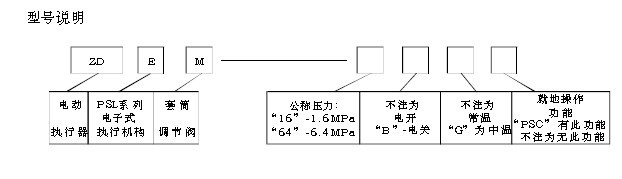 型号说明
ZD E M
电动
执行器
PSL系列
电子式
执行机构
套筒
调节阀
公称压力:
“16”-1.6MPa
“64”-6.4MPa
不注为
电开
“B”-电关
不注为
常温
“G”为中温
就地操作
功能
“PSC”有此功能
不注为无此功能